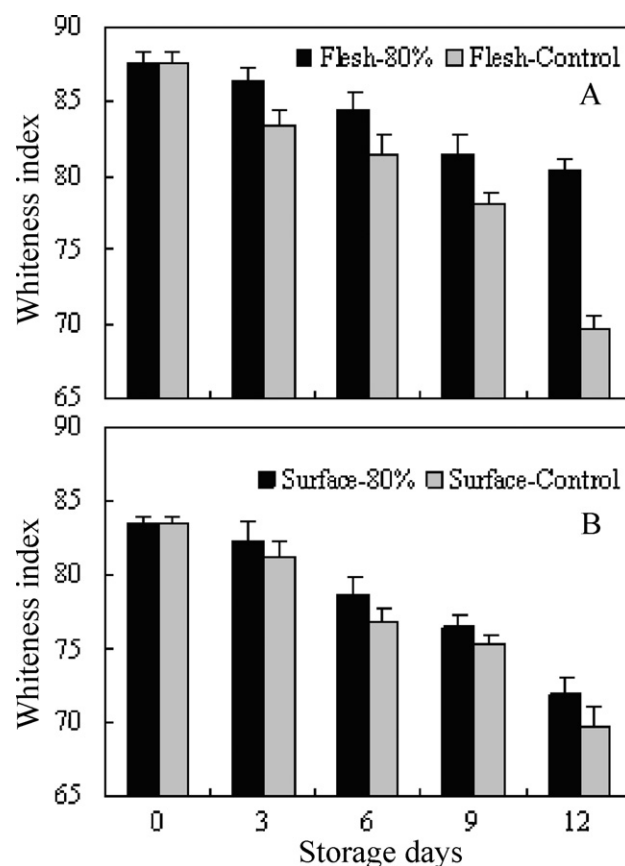 90
Flesh-80% Flesh-Control
A
85
80
75
70
65
Whiteness index
90
Surface-80% Surface-Control
B
85
80
75
70
65
Whiteness index
0 3 6 9 12
Storage days